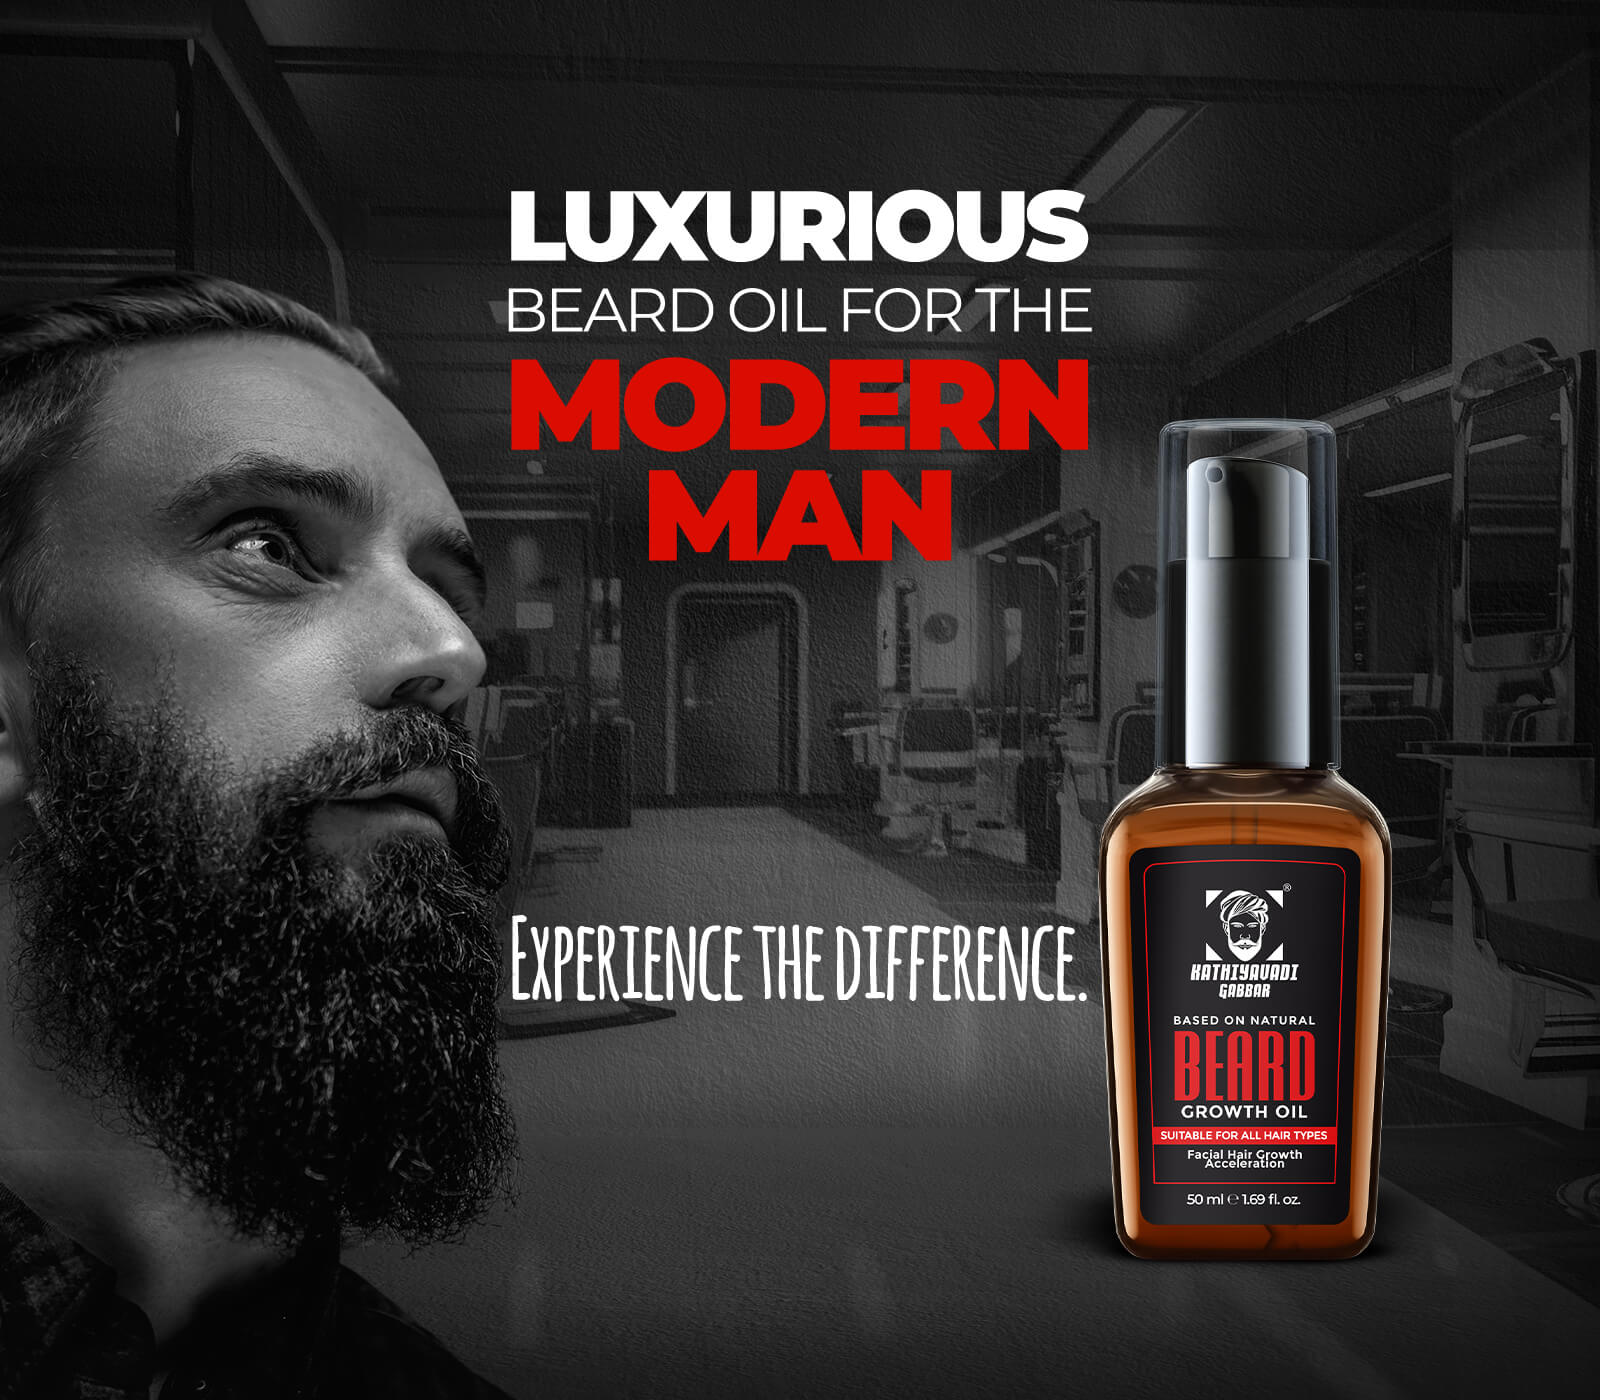 LUXURIOUS
BEARD OIL FOR THE
MODERN
MAN
EXPERIENCE THE DIFFERENCE.
®
KATHIYAVADI
GABBAR
BASED ON NATURAL
BEARD
GROWTH OIL
SUITABLE FOR ALL HAIR TYPES
Facial Hair Growth
Acceleration
50 ml ℮ 1.69 fl. oz.